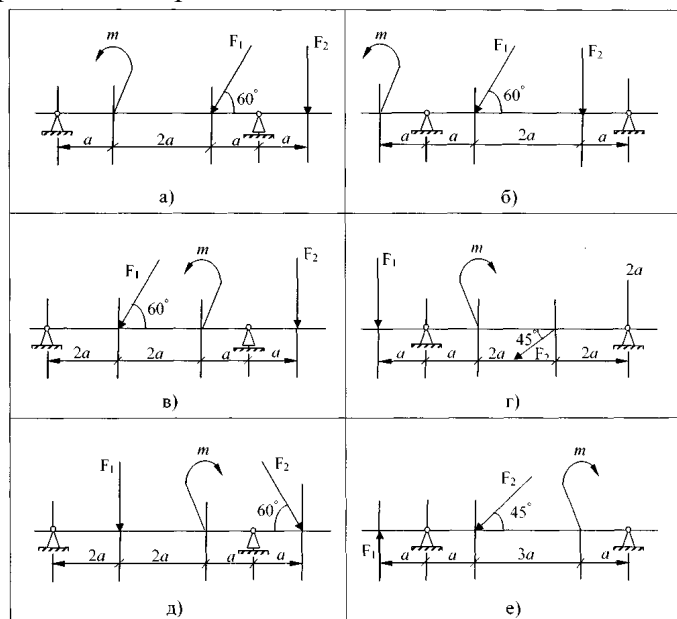 m F₁ F₂
60°
a 2a a a
а)
m F₁ F₂
60°
a a 2a a
б)
F₁ m F₂
60°
2a 2a a a
в)
F₁ m 2a
45°
F₂
a a 2a 2a
г)
F₁ m F₂
60°
2a 2a a a
д)
F₂ m
45°
F₁
a a 3a a
е)